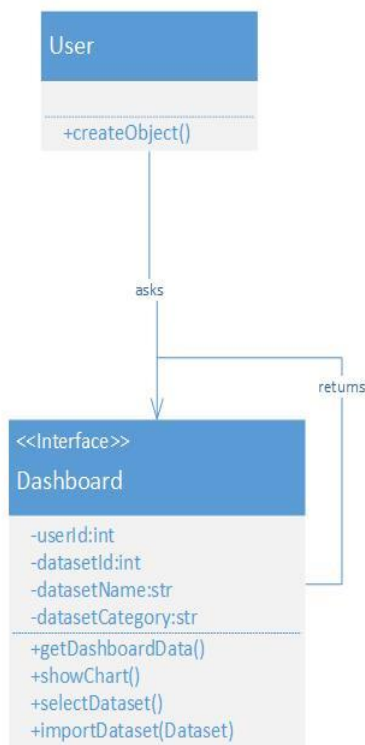 User
+createObject()
asks
returns
<<Interface>>
Dashboard
-userId:int
-datasetId:int
-datasetName:str
-datasetCategory:str
+getDashboardData()
+showChart()
+selectDataset()
+importDataset(Dataset)